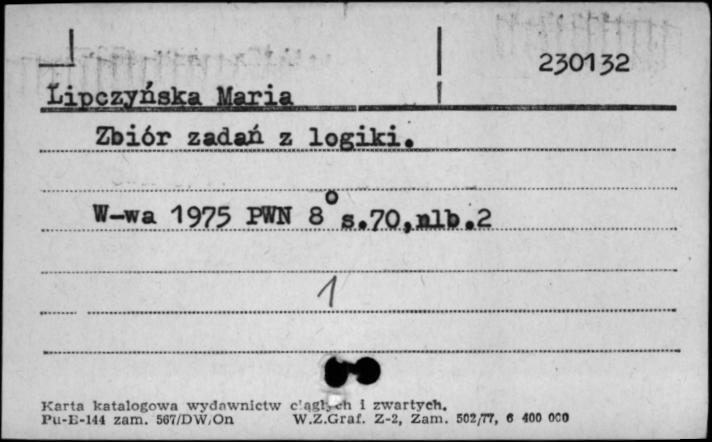 230132
Lipczyńska Maria
Zbiór zadań z logiki.
W-wa 1975 PWN 8° s.70,nlb.2
1
Karta katalogowa wydawnictw ciągłych i zwartych.
Pu-E-144 zam. 567/DW/On W.Z.Graf. Z-2, Zam. 502/77, 6 400 000